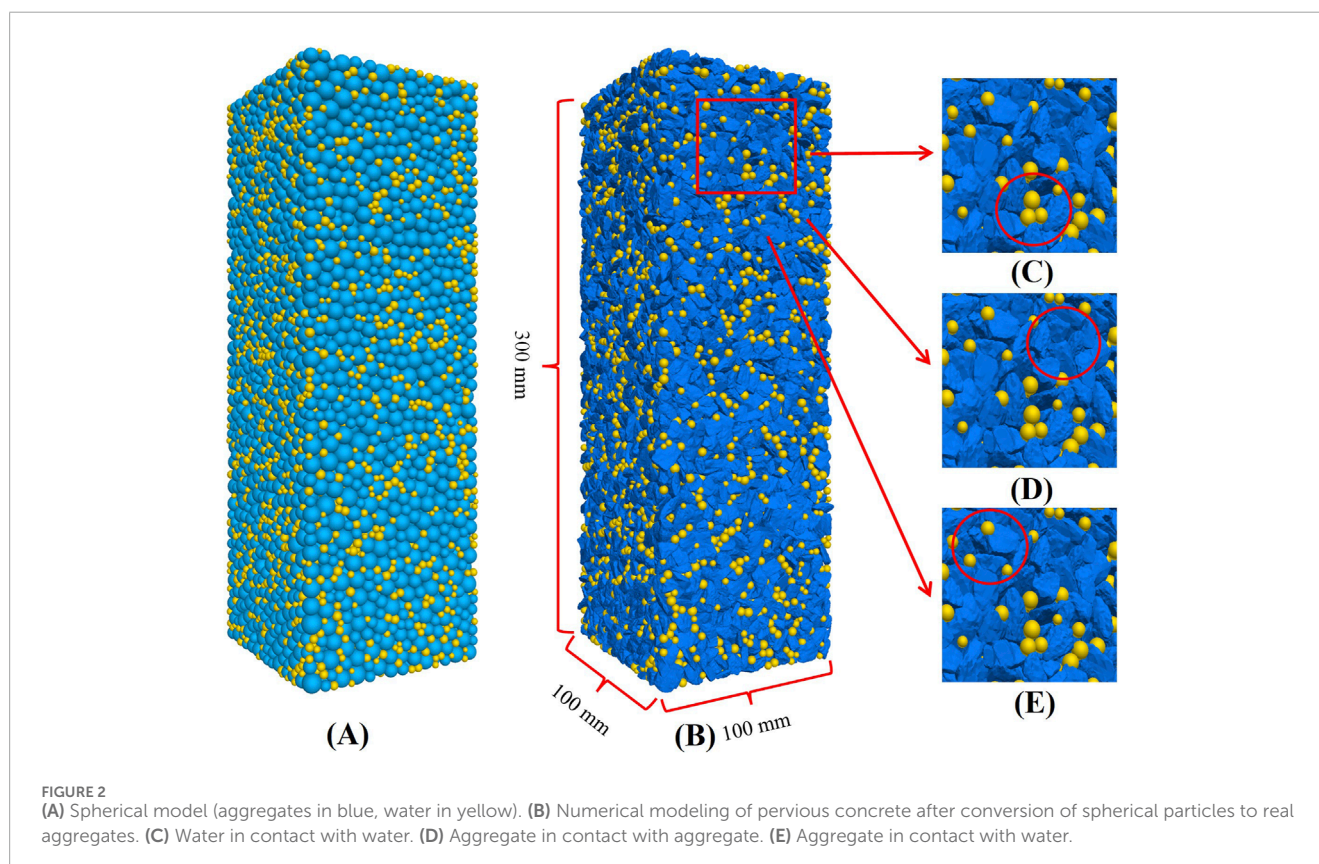 300 mm
100 mm
100 mm
(A)
(B)
(C)
(D)
(E)
FIGURE 2
(A) Spherical model (aggregates in blue, water in yellow). (B) Numerical modeling of pervious concrete after conversion of spherical particles to real
aggregates. (C) Water in contact with water. (D) Aggregate in contact with aggregate. (E) Aggregate in contact with water.